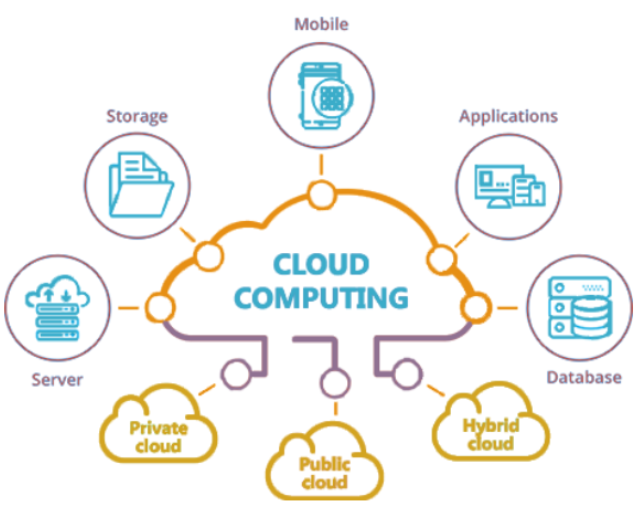 Mobile
Storage
Applications
CLOUD
COMPUTING
Server
Database
Private
cloud
Public
cloud
Hybrid
cloud